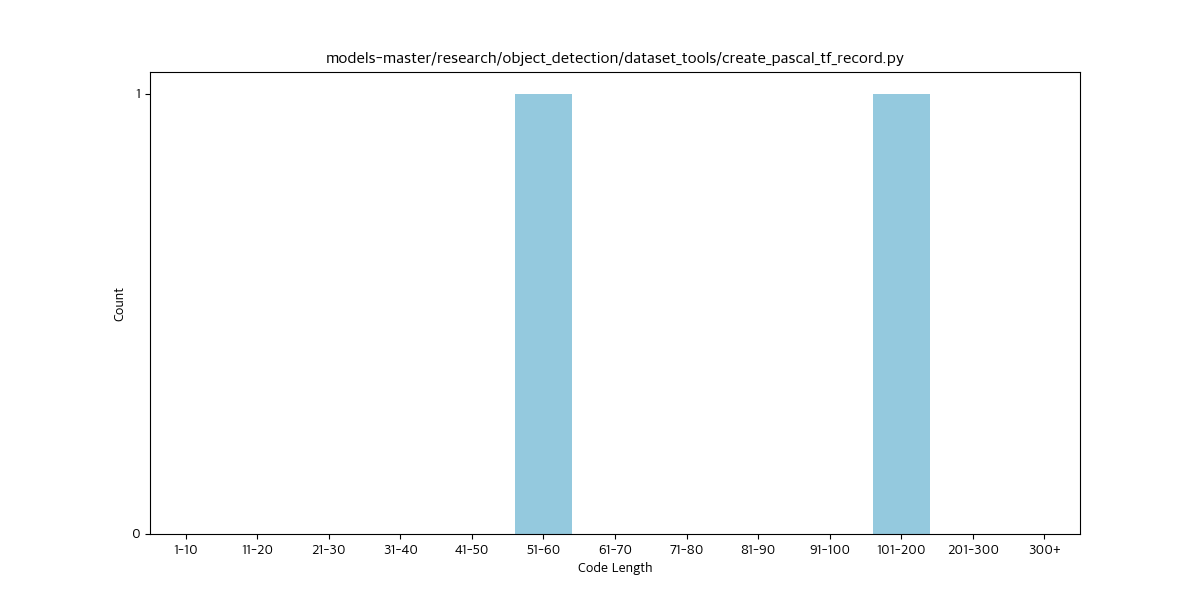 models-master/research/object_detection/dataset_tools/create_pascal_tf_record.py
1
Count
0
1-10 11-20 21-30 31-40 41-50 51-60 61-70 71-80 81-90 91-100 101-200 201-300 300+
Code Length